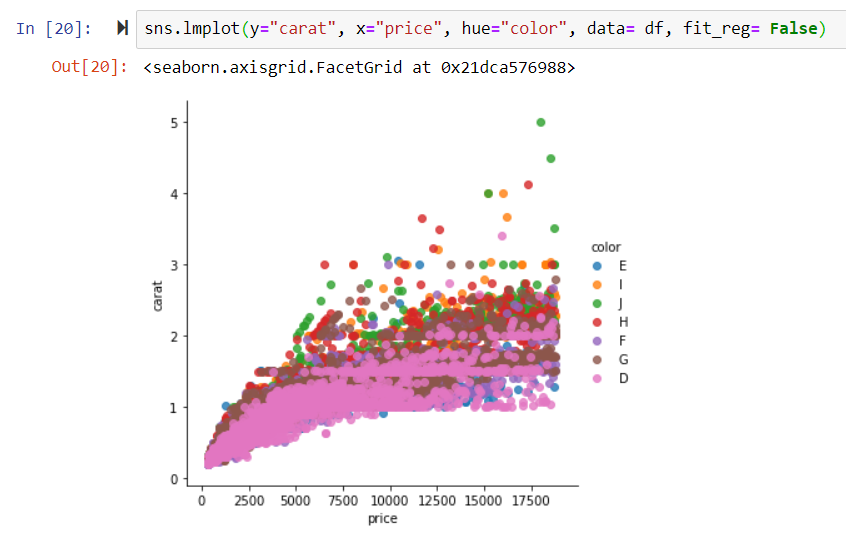 In [20]: sns.lmplot(y="carat", x="price", hue="color", data= df, fit_reg= False)
Out[20]: <seaborn.axisgrid.FacetGrid at 0x21dca576988>
5
4
3
2
1
0
carat
0 2500 5000 7500 10000 12500 15000 17500
price
color
E
I
J
H
F
G
D